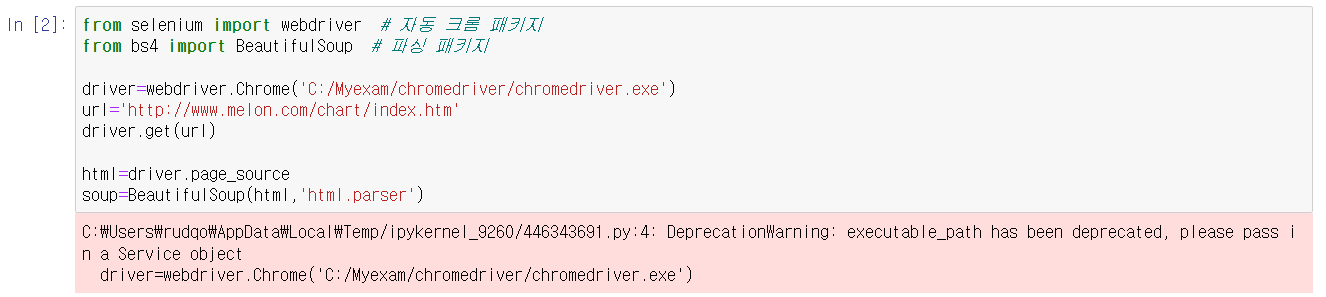 In [2]: from selenium import webdriver  # 자동 크롬 패키지
from bs4 import BeautifulSoup  # 파싱 패키지
driver=webdriver.Chrome('C:/Myexam/chromedriver/chromedriver.exe')
url='http://www.melon.com/chart/index.htm'
driver.get(url)
html=driver.page_source
soup=BeautifulSoup(html,'html.parser')
C:₩Users₩rudqo₩AppData₩Local₩Temp/ipykernel_9260/446343691.py:4: DeprecationWarning: executable_path has been deprecated, please pass i
n a Service object
  driver=webdriver.Chrome('C:/Myexam/chromedriver/chromedriver.exe')